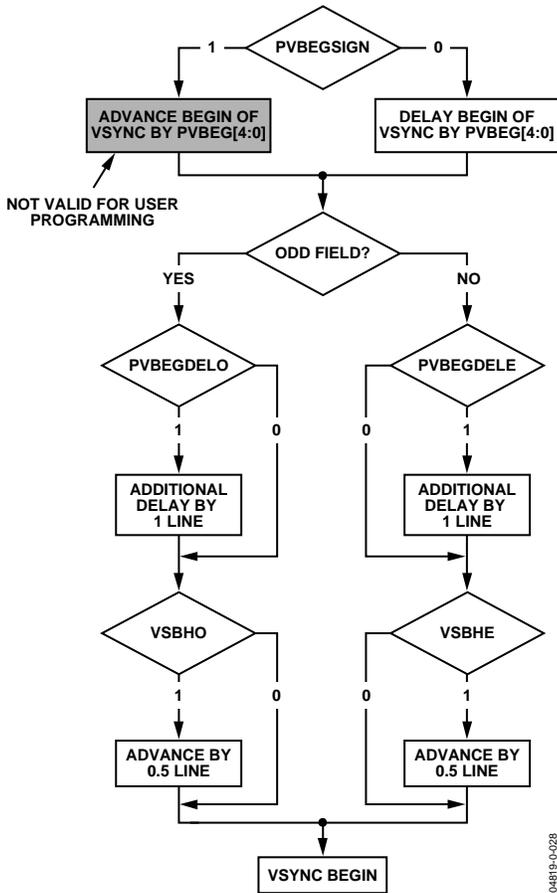 PVBEGSIGN
1
0
ADVANCE BEGIN OF
VSYNC BY PVBEG[4:0]
DELAY BEGIN OF
VSYNC BY PVBEG[4:0]
NOT VALID FOR USER
PROGRAMMING
ODD FIELD?
YES
NO
PVBEGDELO
PVBEGDELE
1
0
0
1
ADDITIONAL
DELAY BY
1 LINE
ADDITIONAL
DELAY BY
1 LINE
VSBHO
VSBHE
1
0
0
1
ADVANCE BY
0.5 LINE
ADVANCE BY
0.5 LINE
VSYNC BEGIN
04819-0-028